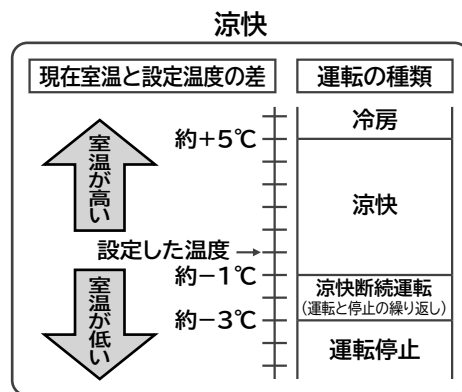 涼快
現在室温と設定温度の差
運転の種類
室温が高い
約+5℃
冷房
涼快
設定した温度→
約−1℃
室温が低い
涼快断続運転
(運転と停止の繰り返し)
約−3℃
運転停止